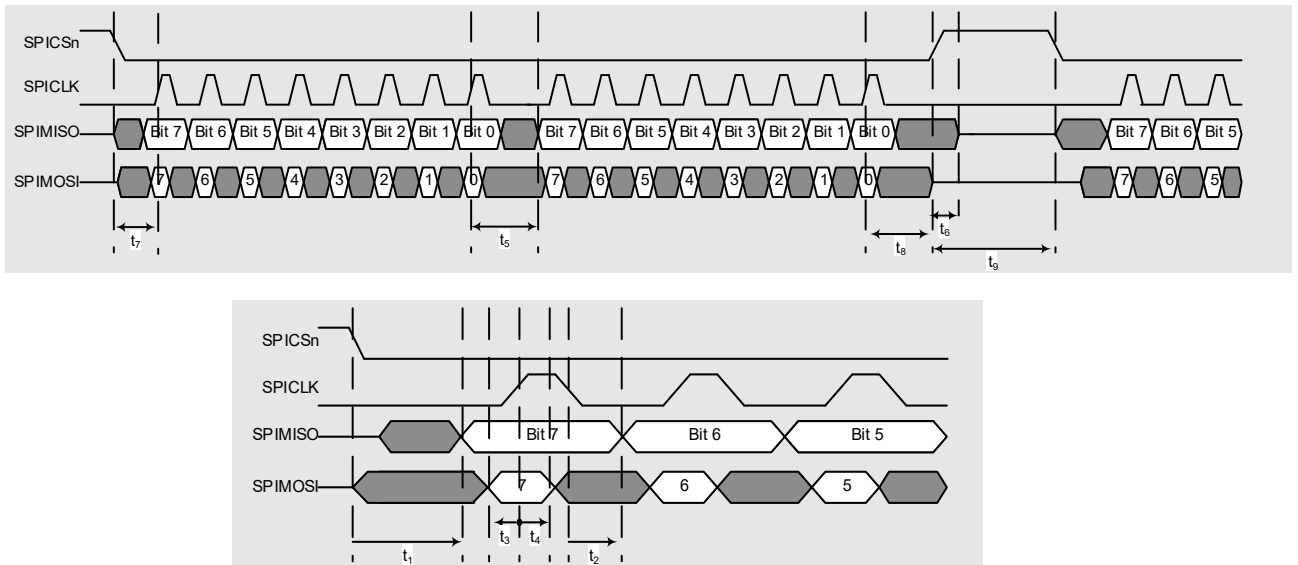 SPICSn
SPICLK
SPIMISO Bit 7 Bit 6 Bit 5 Bit 4 Bit 3 Bit 2 Bit 1 Bit 0 Bit 7 Bit 6 Bit 5 Bit 4 Bit 3 Bit 2 Bit 1 Bit 0 Bit 7 Bit 6 Bit 5
SPIMOSI 7 6 5 4 3 2 1 0 7 6 5 4 3 2 1 0 7 6 5
t7 t5 t8 t6
t9
SPICSn
SPICLK
SPIMISO Bit 7 Bit 6 Bit 5
SPIMOSI 7 6 5
t3 t4
t1 t2